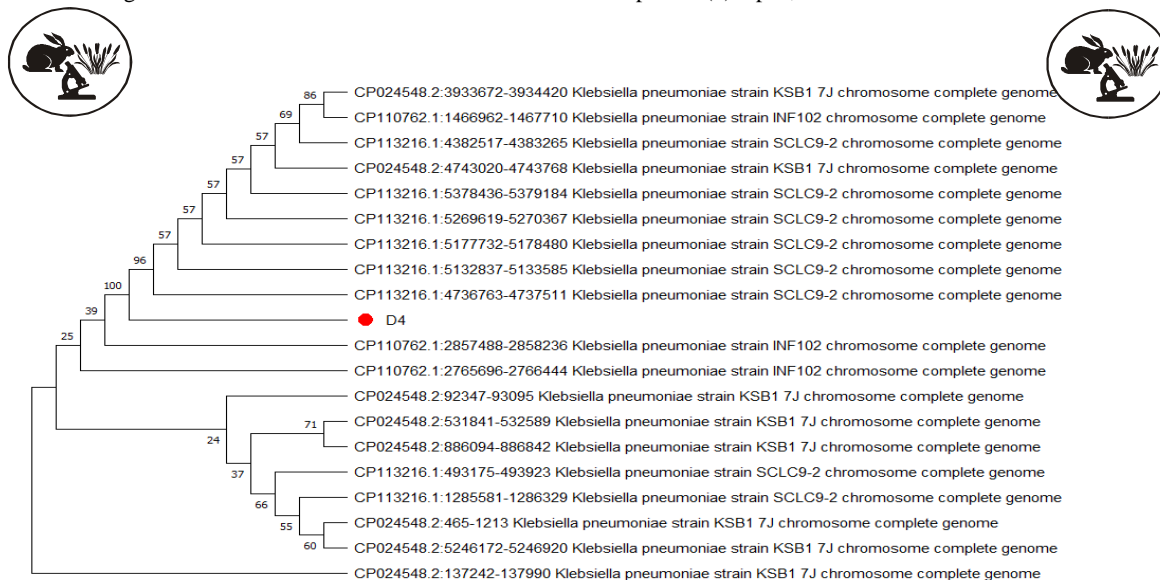 86
CP024548.2:3933672-3934420 Klebsiella pneumoniae strain KSB1 7J chromosome complete genome
69
CP110762.1:1466962-1467710 Klebsiella pneumoniae strain INF102 chromosome complete genome
57
CP113216.1:4382517-4383265 Klebsiella pneumoniae strain SCLC9-2 chromosome complete genome
57
CP024548.2:4743020-4743768 Klebsiella pneumoniae strain KSB1 7J chromosome complete genome
57
CP113216.1:5378436-5379184 Klebsiella pneumoniae strain SCLC9-2 chromosome complete genome
57
CP113216.1:5269619-5270367 Klebsiella pneumoniae strain SCLC9-2 chromosome complete genome
96
CP113216.1:5177732-5178480 Klebsiella pneumoniae strain SCLC9-2 chromosome complete genome
100
CP113216.1:5132837-5133585 Klebsiella pneumoniae strain SCLC9-2 chromosome complete genome
39
CP113216.1:4736763-4737511 Klebsiella pneumoniae strain SCLC9-2 chromosome complete genome
D4
25
CP110762.1:2857488-2858236 Klebsiella pneumoniae strain INF102 chromosome complete genome
CP110762.1:2765696-2766444 Klebsiella pneumoniae strain INF102 chromosome complete genome
CP024548.2:92347-93095 Klebsiella pneumoniae strain KSB1 7J chromosome complete genome
71
CP024548.2:531841-532589 Klebsiella pneumoniae strain KSB1 7J chromosome complete genome
24
CP024548.2:886094-886842 Klebsiella pneumoniae strain KSB1 7J chromosome complete genome
37
CP113216.1:493175-493923 Klebsiella pneumoniae strain SCLC9-2 chromosome complete genome
66
CP113216.1:1285581-1286329 Klebsiella pneumoniae strain SCLC9-2 chromosome complete genome
55
CP024548.2:465-1213 Klebsiella pneumoniae strain KSB1 7J chromosome complete genome
60
CP024548.2:5246172-5246920 Klebsiella pneumoniae strain KSB1 7J chromosome complete genome
CP024548.2:137242-137990 Klebsiella pneumoniae strain KSB1 7J chromosome complete genome